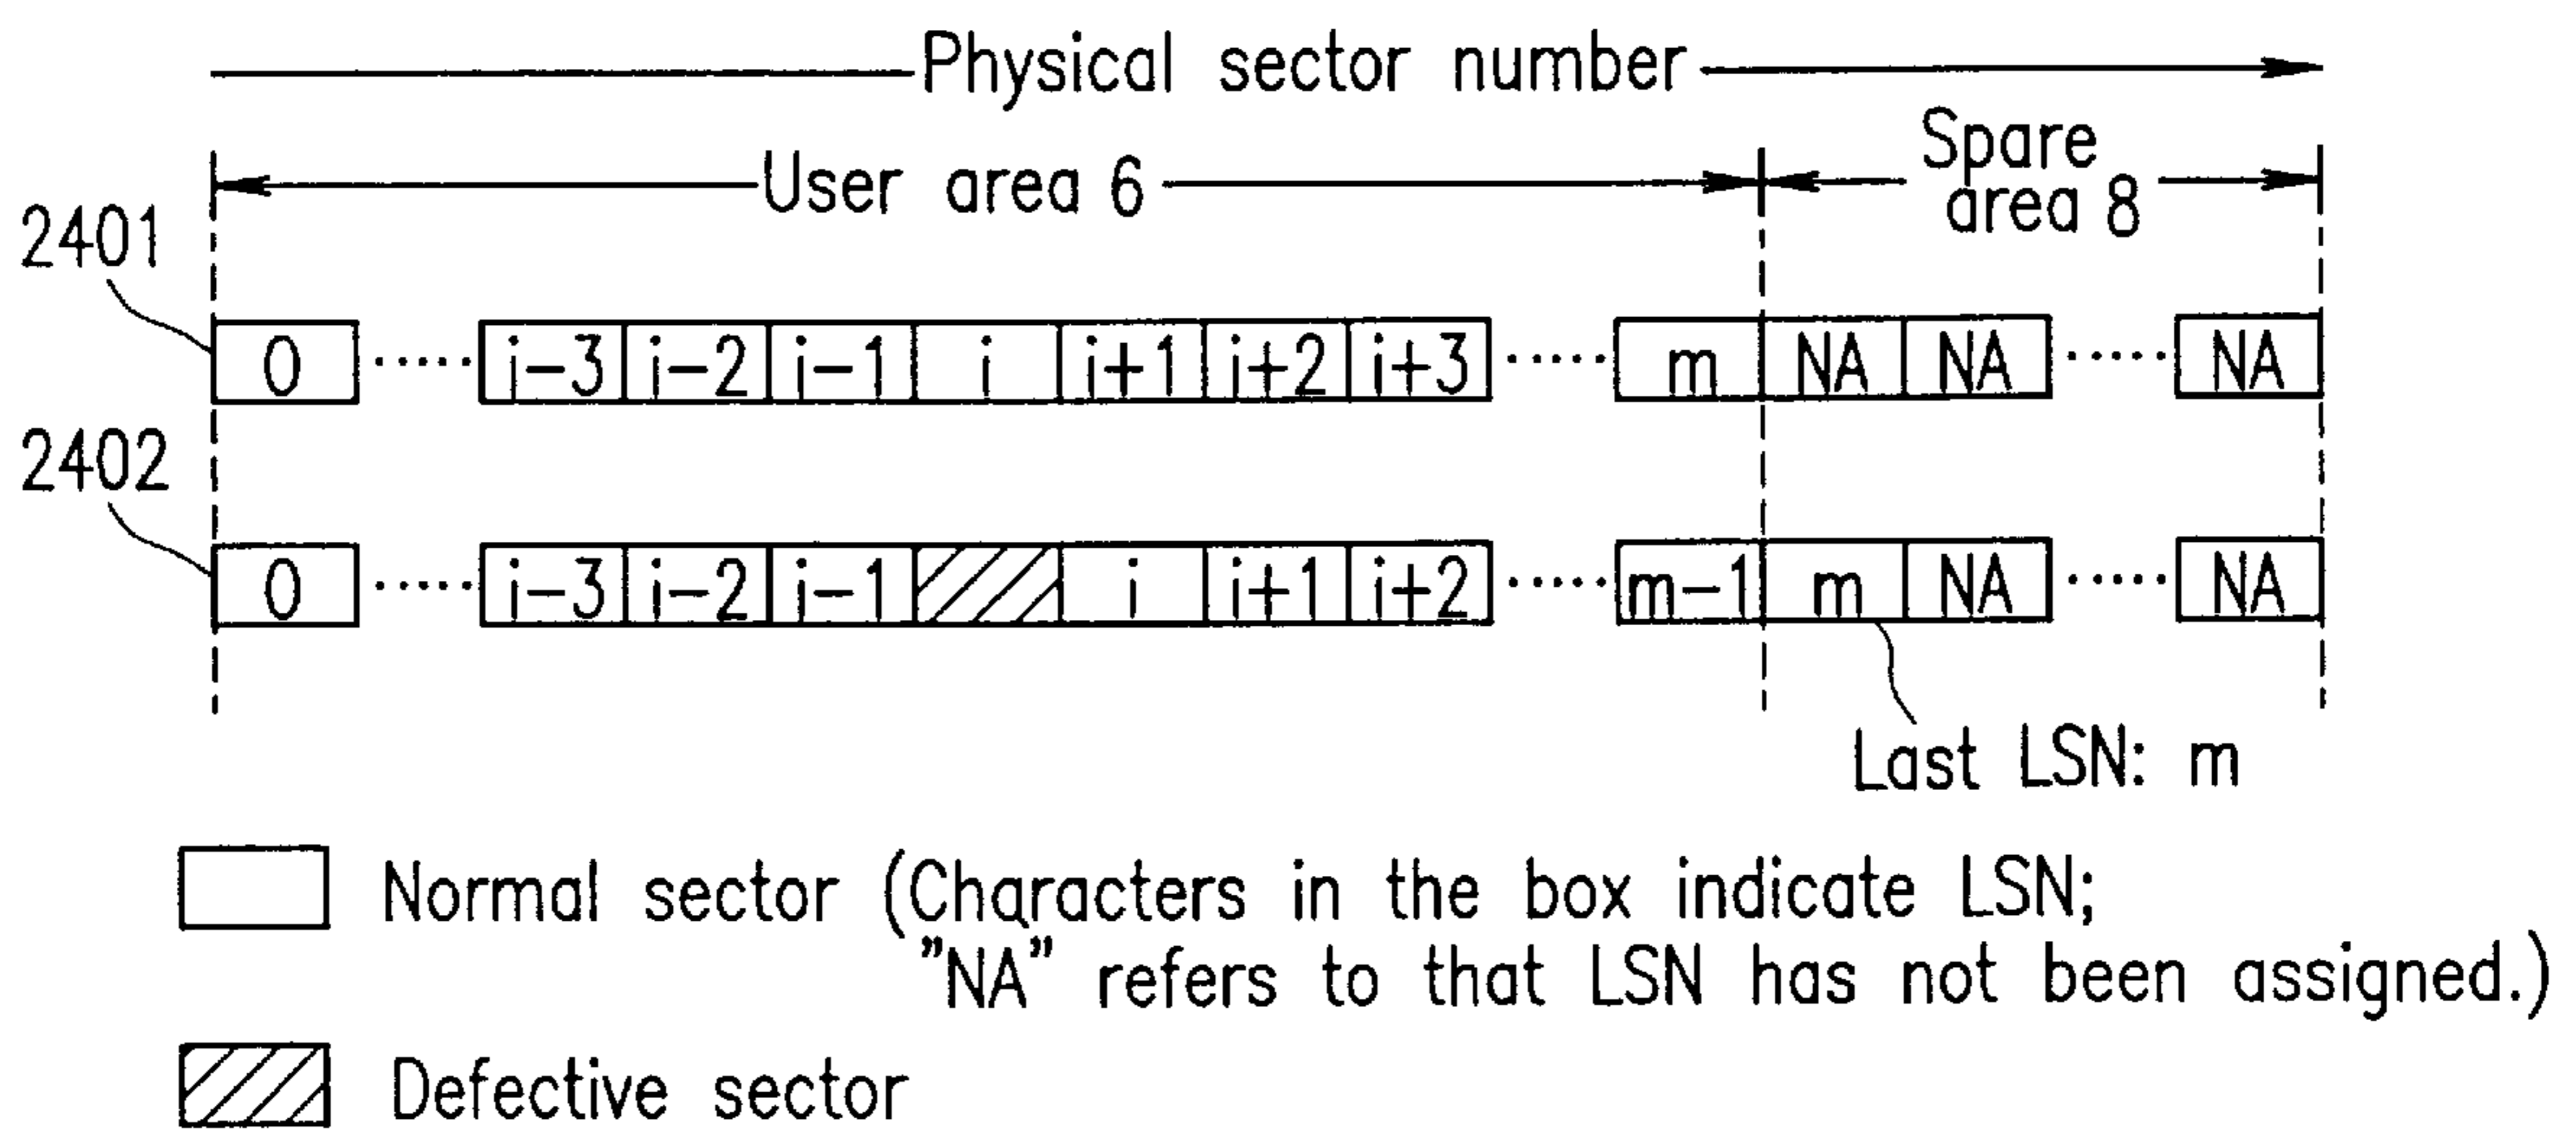 Physical sector number
User area 6
Spare
area 8
2401
0 ..... i-3 i-2 i-1 i i+1 i+2 i+3 ..... m NA NA ..... NA
2402
0 ..... i-3 i-2 i-1 i i+1 i+2 ..... m-1 m NA ..... NA
Last LSN: m
Normal sector (Characters in the box indicate LSN;
"NA" refers to that LSN has not been assigned.)
Defective sector